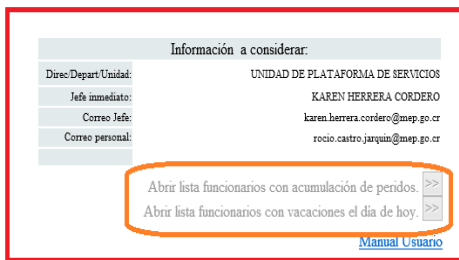 Información a considerar:
Direc/Depart/Unidad: UNIDAD DE PLATAFORMA DE SERVICIOS
Jefe inmediato: KAREN HERRERA CORDERO
Correo Jefe: karen.herrera.cordero@mep.go.cr
Correo personal: rocio.castro.jarquin@mep.go.cr
Abrir lista funcionarios con acumulación de peridos. >>
Abrir lista funcionarios con vacaciones el día de hoy. >>
Manual Usuario